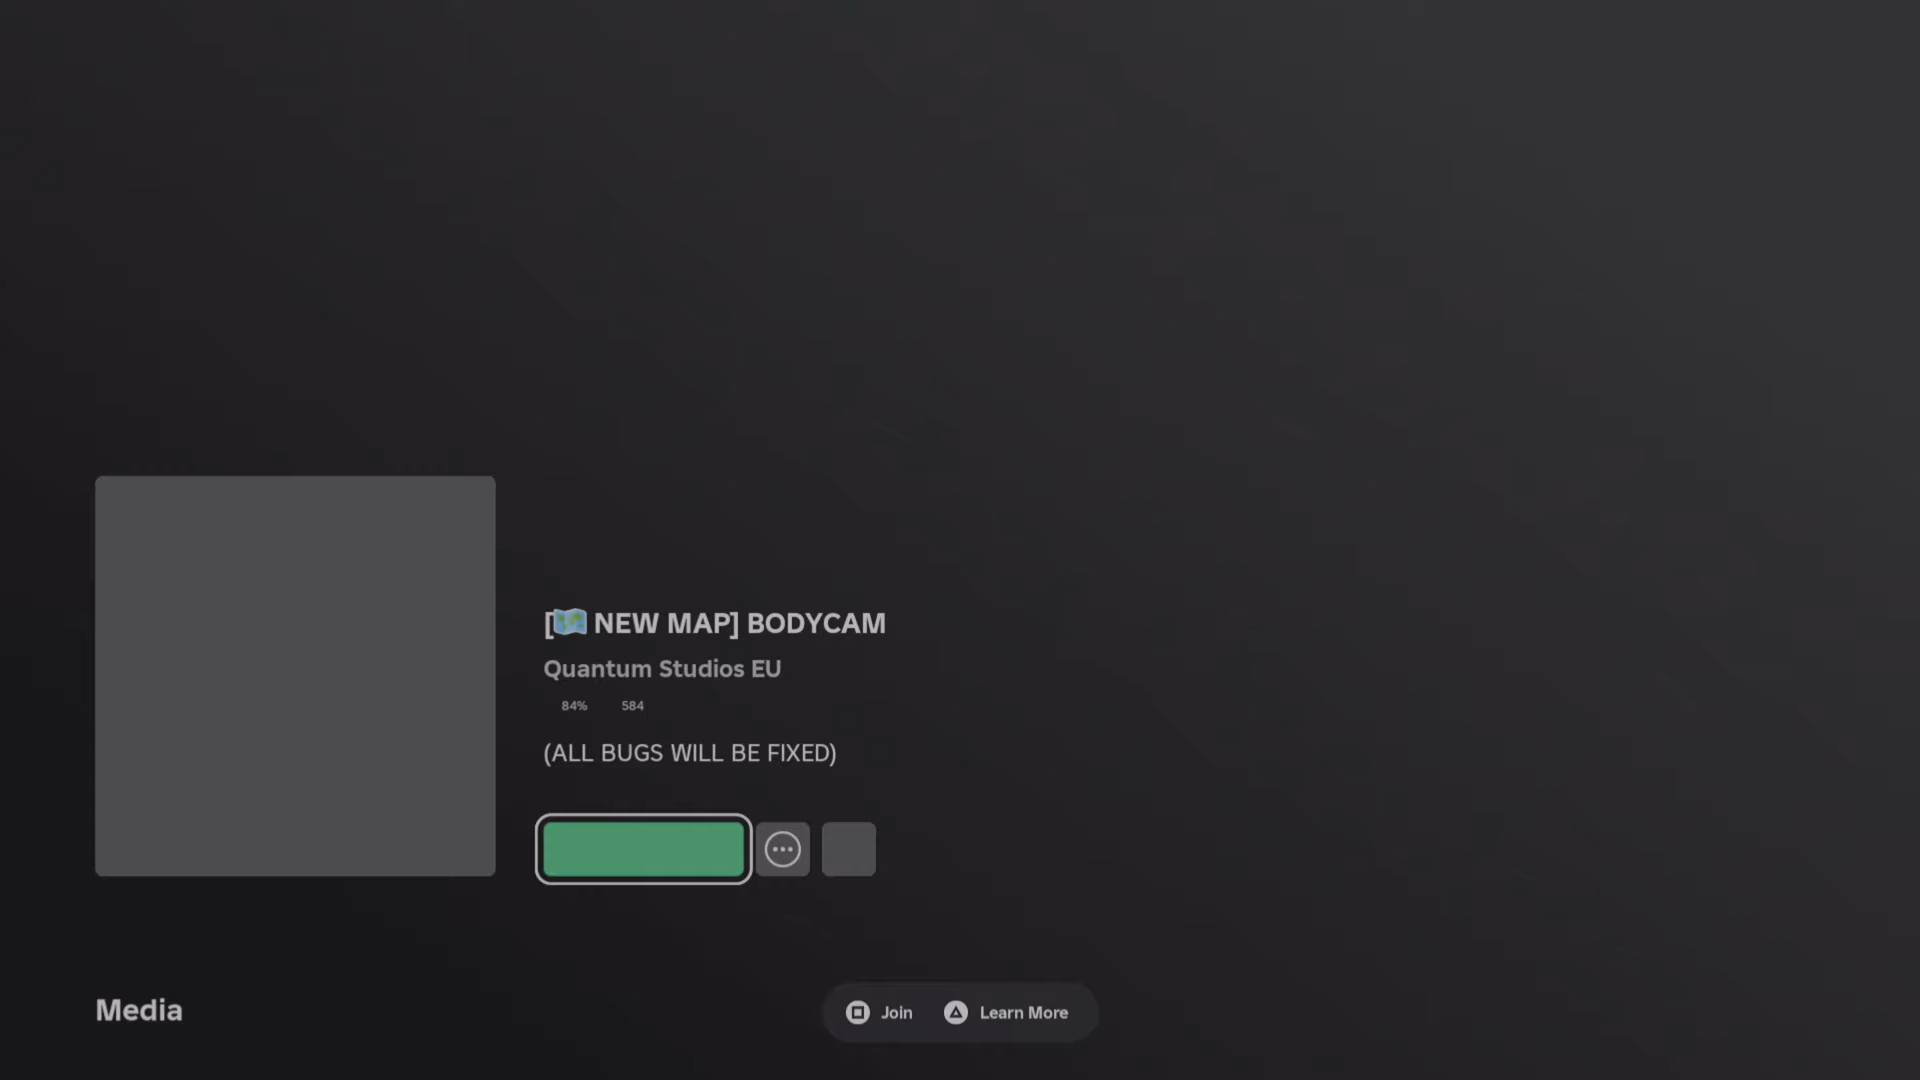 [🗺️ NEW MAP] BODYCAM
Quantum Studios EU
84% 584
(ALL BUGS WILL BE FIXED)
Media
Join Learn More